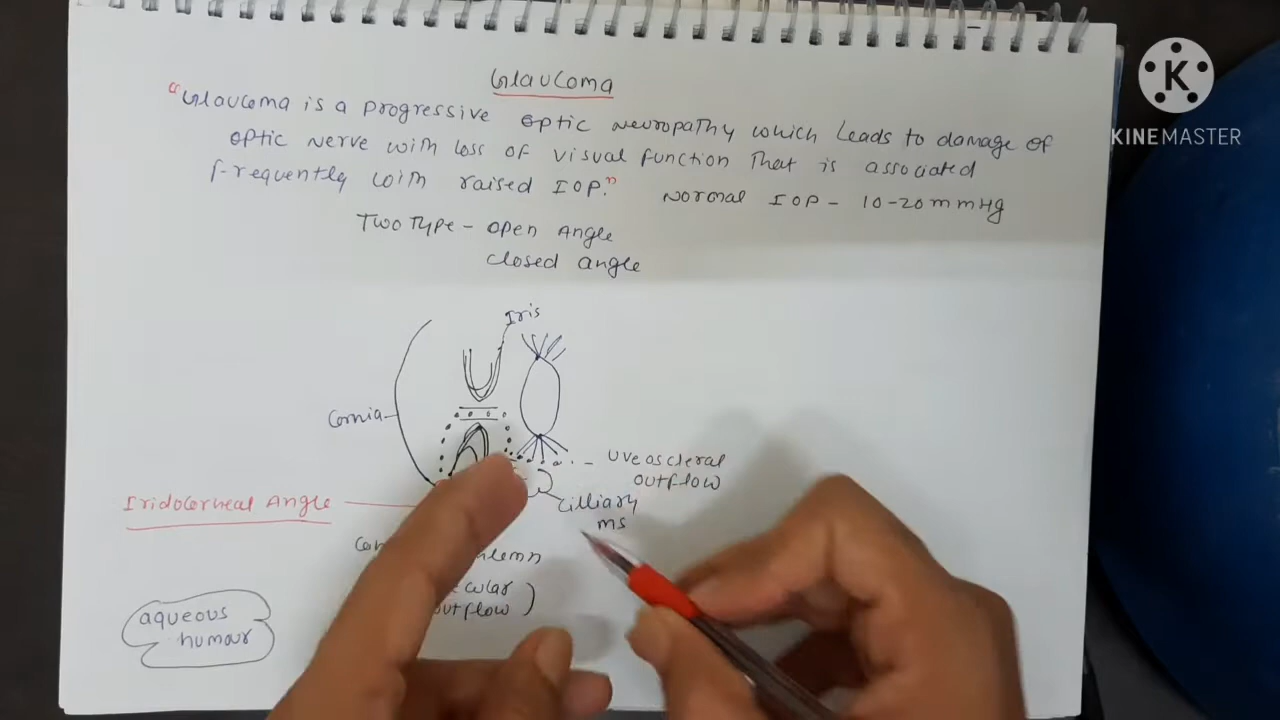 Glaucoma
"Glaucoma is a progressive optic neuropathy which leads to damage of
optic nerve with loss of visual function that is associated
frequently with raised IOP."
Normal IOP - 10-20 mmHg
Two Type - open Angle
closed angle
Iris
Cornia
uveoscleral
outflow
Iridocorneal Angle
cilliary
ms
aqueous
humour
K
KINEMASTER